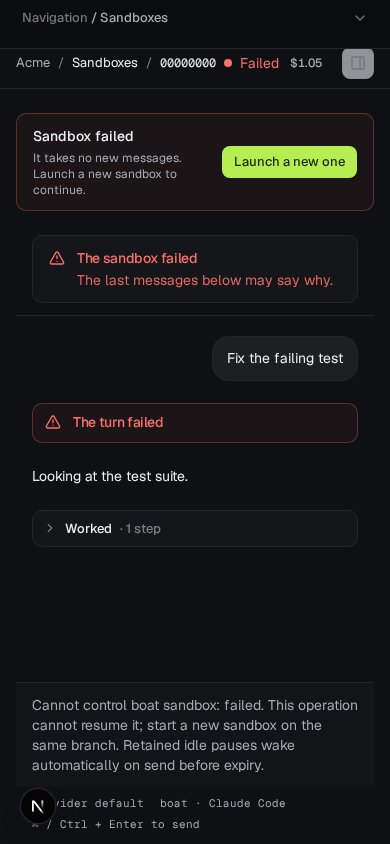 Navigation / Sandboxes
Acme / Sandboxes / 00000000 Failed $1.05
Sandbox failed
It takes no new messages.
Launch a new sandbox to
continue.
Launch a new one
The sandbox failed
The last messages below may say why.
Fix the failing test
The turn failed
Looking at the test suite.
Worked · 1 step
Cannot control boat sandbox: failed. This operation
cannot resume it; start a new sandbox on the
same branch. Retained idle pauses wake
automatically on send before expiry.
N
vider default boat · Claude Code
/ Ctrl + Enter to send